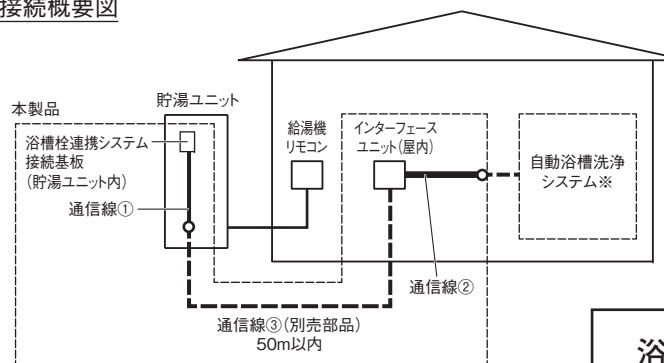 接続概要図
本製品
貯湯ユニット
浴槽栓連携システム
接続基板
(貯湯ユニット内)
通信線①
給湯機
リモコン
インターフェース
ユニット(屋内)
自動浴槽洗浄
システム※
通信線②
通信線③(別売部品)
50m以内
浴